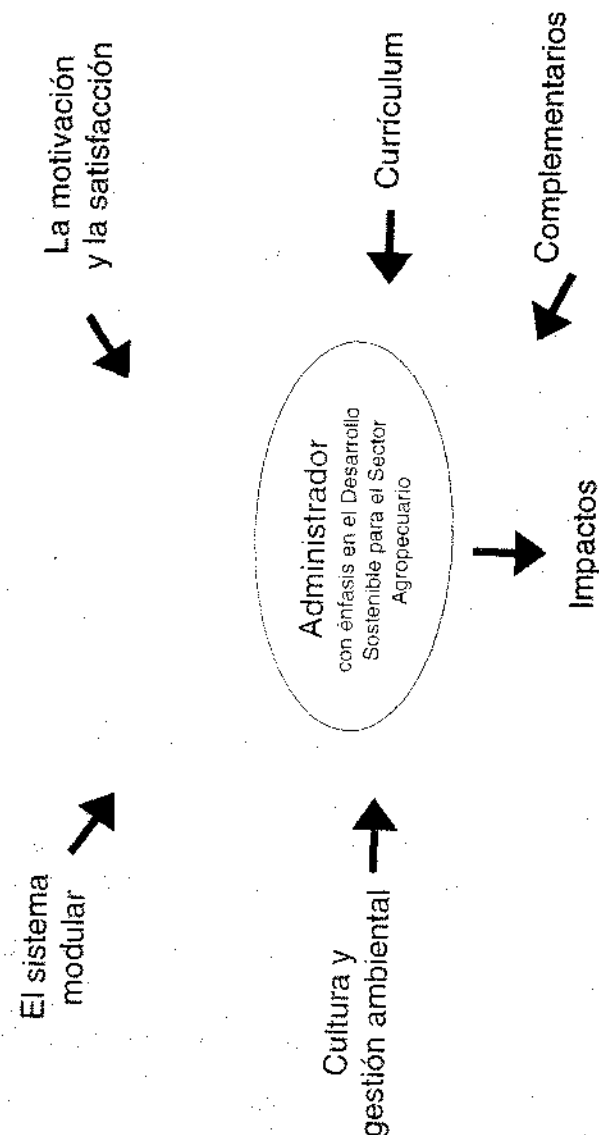 El sistema
modular
La motivación
y la satisfacción
Cultura y
gestión ambiental
Administrador
con énfasis en el Desarrollo
Sostenible para el Sector
Agropecuario
Currículum
Impactos
Complementarios